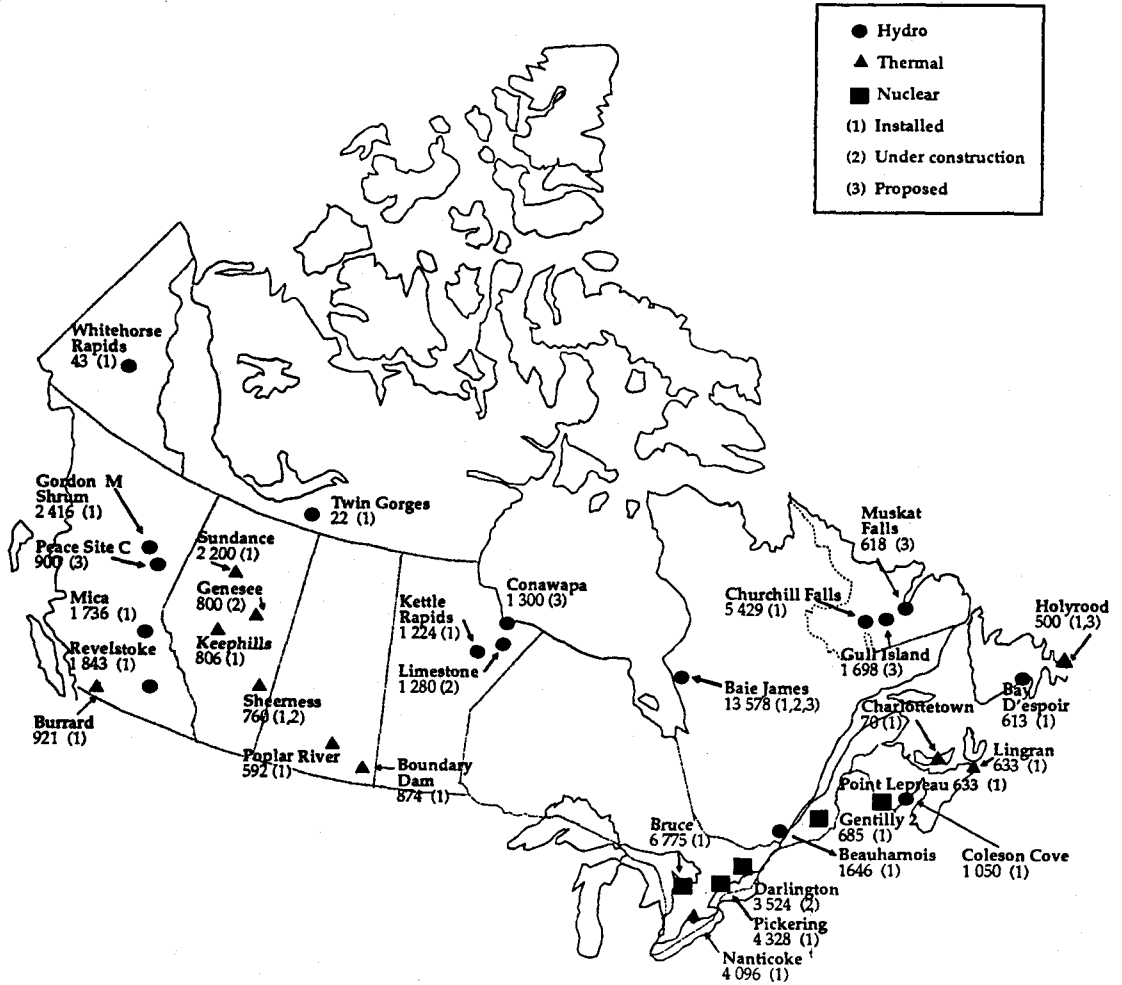 Hydro
Thermal
Nuclear
(1) Installed
(2) Under construction
(3) Proposed
Whitehorse
Rapids
43 (1)
Gordon M
Shrum
2 416 (1)
Peace Site C
900 (3)
Mica
1 736 (1)
Revelstoke
1 843 (1)
Burrard
921 (1)
Twin Gorges
22 (1)
Sundance
2 200 (1)
Genesee
800 (2)
Keephills
806 (1)
Sheerness
760 (1,2)
Poplar River
592 (1)
Boundary
Dam
874 (1)
Kettle
Rapids
1 224 (1)
Limestone
1 280 (2)
Conawapa
1 300 (3)
Muskat
Falls
618 (3)
Churchill Falls
5 429 (1)
Gull Island
1 698 (3)
Baie James
13 578 (1,2,3)
Holyrood
500 (1,3)
Bay
D'espoir
613 (1)
Charlottetown
70 (1)
Lingran
633 (1)
Point Lepreau 633 (1)
Gentilly 2
685 (1)
Beauharnois
1646 (1)
Coleson Cove
1 050 (1)
Bruce
6 775 (1)
Darlington
3 524 (2)
Pickering
4 328 (1)
Nanticoke
4 096 (1)